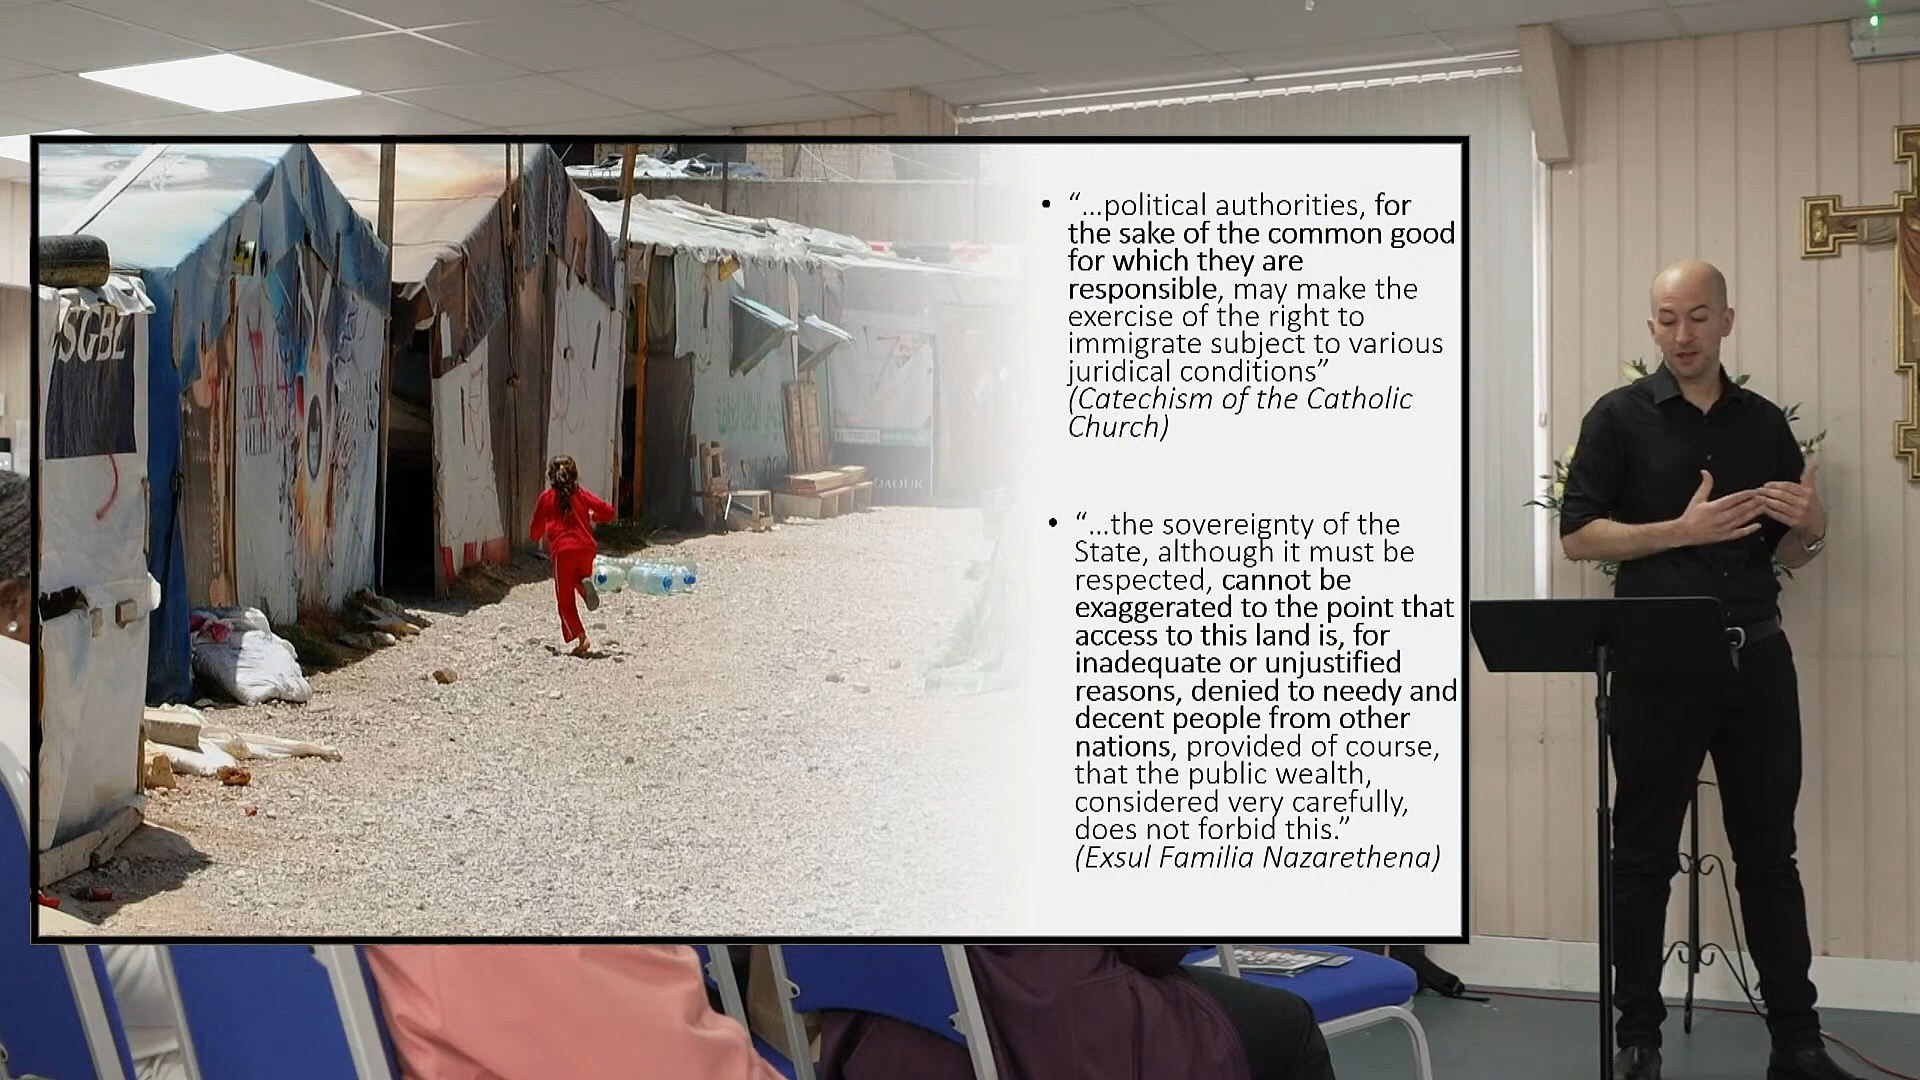 SGBL
DAOUK
• “...political authorities, for
the sake of the common good
for which they are
responsible, may make the
exercise of the right to
immigrate subject to various
juridical conditions”
(Catechism of the Catholic
Church)
• “...the sovereignty of the
State, although it must be
respected, cannot be
exaggerated to the point that
access to this land is, for
inadequate or unjustified
reasons, denied to needy and
decent people from other
nations, provided of course,
that the public wealth,
considered very carefully,
does not forbid this.”
(Exsul Familia Nazarethena)